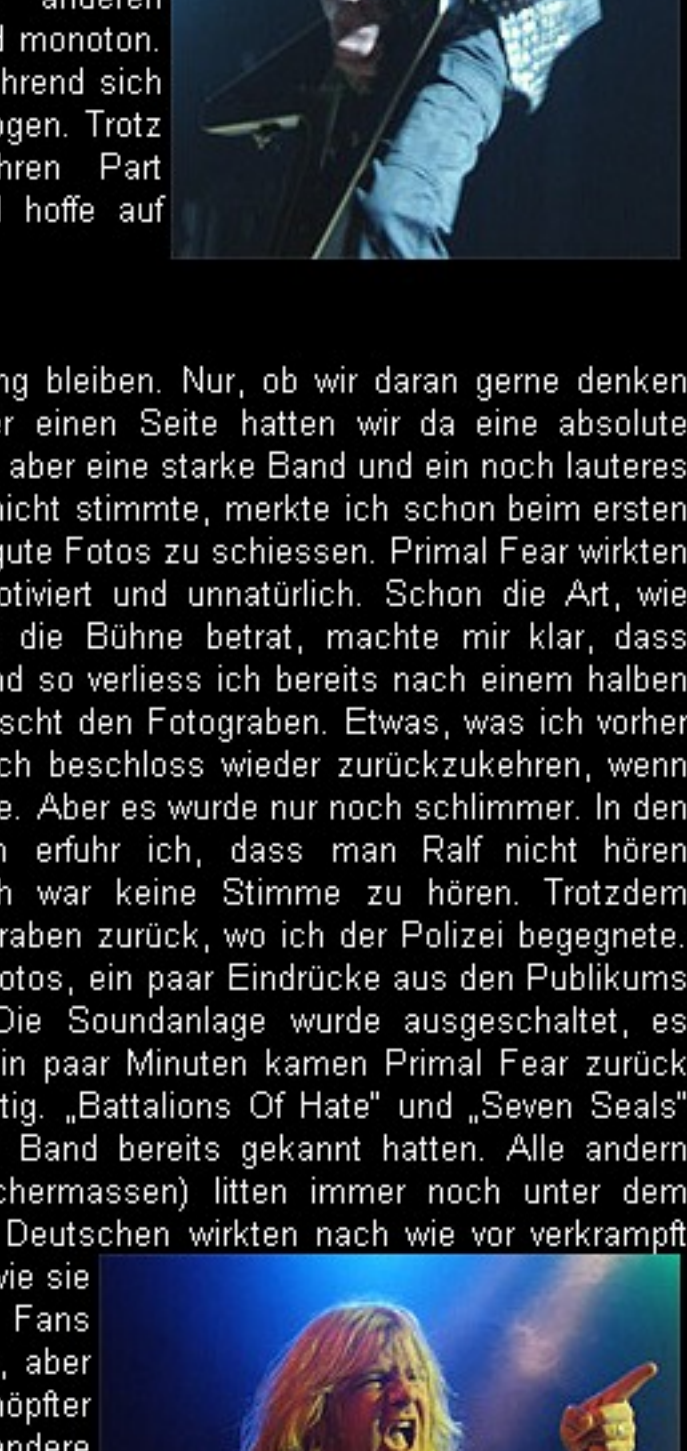 anderen
monoton.
hrend sich
ogen. Trotz
hren Part
hoffe auf
ng bleiben. Nur, ob wir daran gerne denken
er einen Seite hatten wir da eine absolute
aber eine starke Band und ein noch lauteres
nicht stimmte, merkte ich schon beim ersten
gute Fotos zu schiessen. Primal Fear wirkten
otiviert und unnatürlich. Schon die Art, wie
die Bühne betrat, machte mir klar, dass
nd so verliess ich bereits nach einem halben
scht den Fotograben. Etwas, was ich vorher
ch beschloss wieder zurückzukehren, wenn
e. Aber es wurde nur noch schlimmer. In den
n erfuhr ich, dass man Ralf nicht hören
h war keine Stimme zu hören. Trotzdem
raben zurück, wo ich der Polizei begegnete.
otos, ein paar Eindrücke aus den Publikums
Die Soundanlage wurde ausgeschaltet, es
in paar Minuten kamen Primal Fear zurück
tig. „Battalions Of Hate" und „Seven Seals"
Band bereits gekannt hatten. Alle andern
chermassen) litten immer noch unter dem
Deutschen wirkten nach wie vor verkrampft
wie sie
Fans
, aber
höpfter
andere